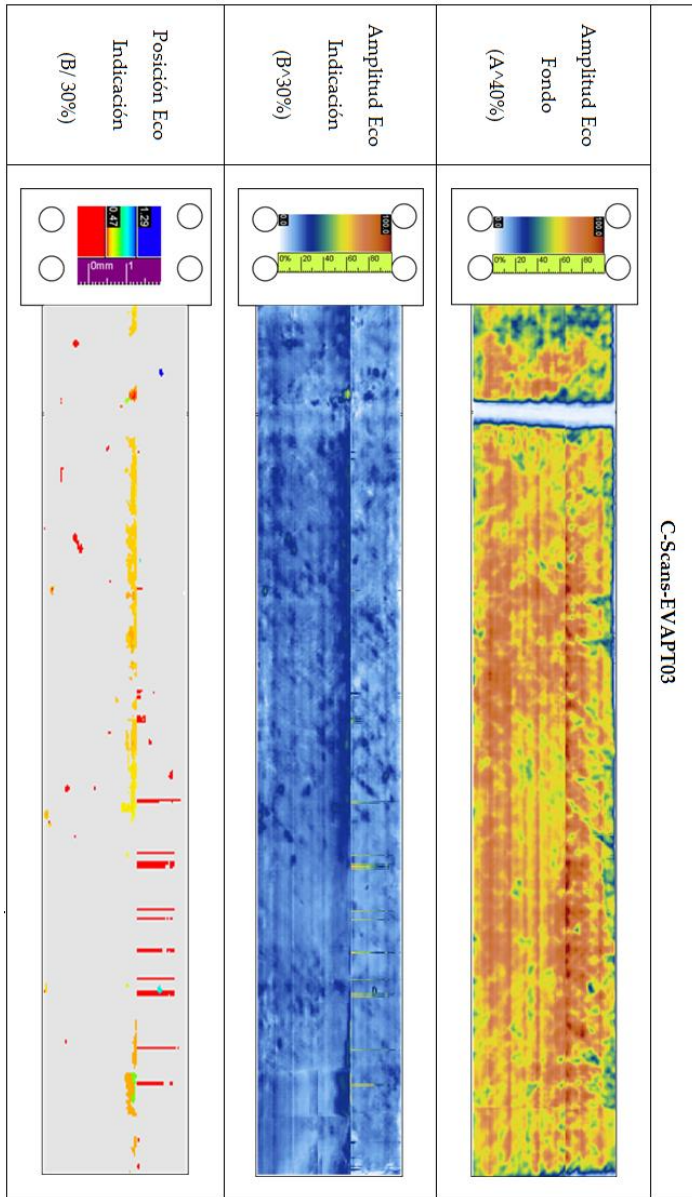 C-Scans-EVAPT03
Amplitud Eco
Fondo
(A^40%)
0.0
100.0
0% 20 40 60 80
Amplitud Eco
Indicación
(B^30%)
0.0
100.0
0% 20 40 60 80
Posición Eco
Indicación
(B/ 30%)
0.47
1.29
0mm 1